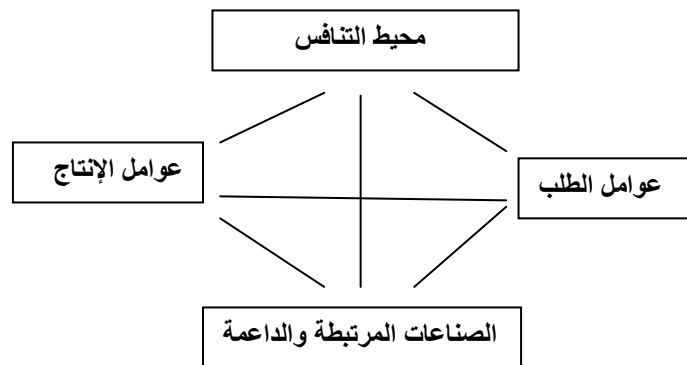 محيط التنافس
عوامل الإنتاج
عوامل الطلب
الصناعات المرتبطة والداعمة